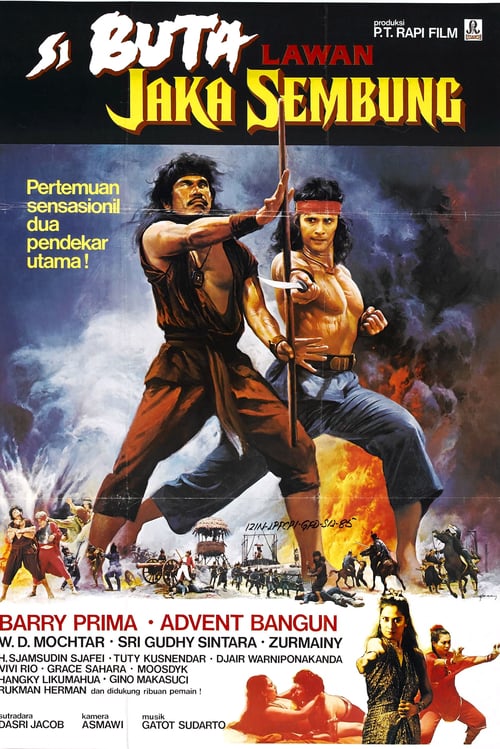 produksi
P.T. RAPI FILM
SI BUTA LAWAN
JAKA SEMBUNG
Pertemuan
sensasionil
dua
pendekar
utama!
BARRY PRIMA • ADVENT BANGUN
W.D. MOCHTAR • SRI GUDHY SINTARA • ZURMAINY
H.SJAMSUDIN SJAFEI • TUTY KUSNENDAR • DJAIR WARNIPONAKANDA
VIVI RIO • GRACE SAHARA • MOOSDYK
HANGKY LIKUMAHUA • GINO MAKASUCI
RUKMAN HERMAN dan didukung ribuan pemain!
sutradara
DASRI JACOB
kamera
ASMAWI
musik
GATOT SUDARTO